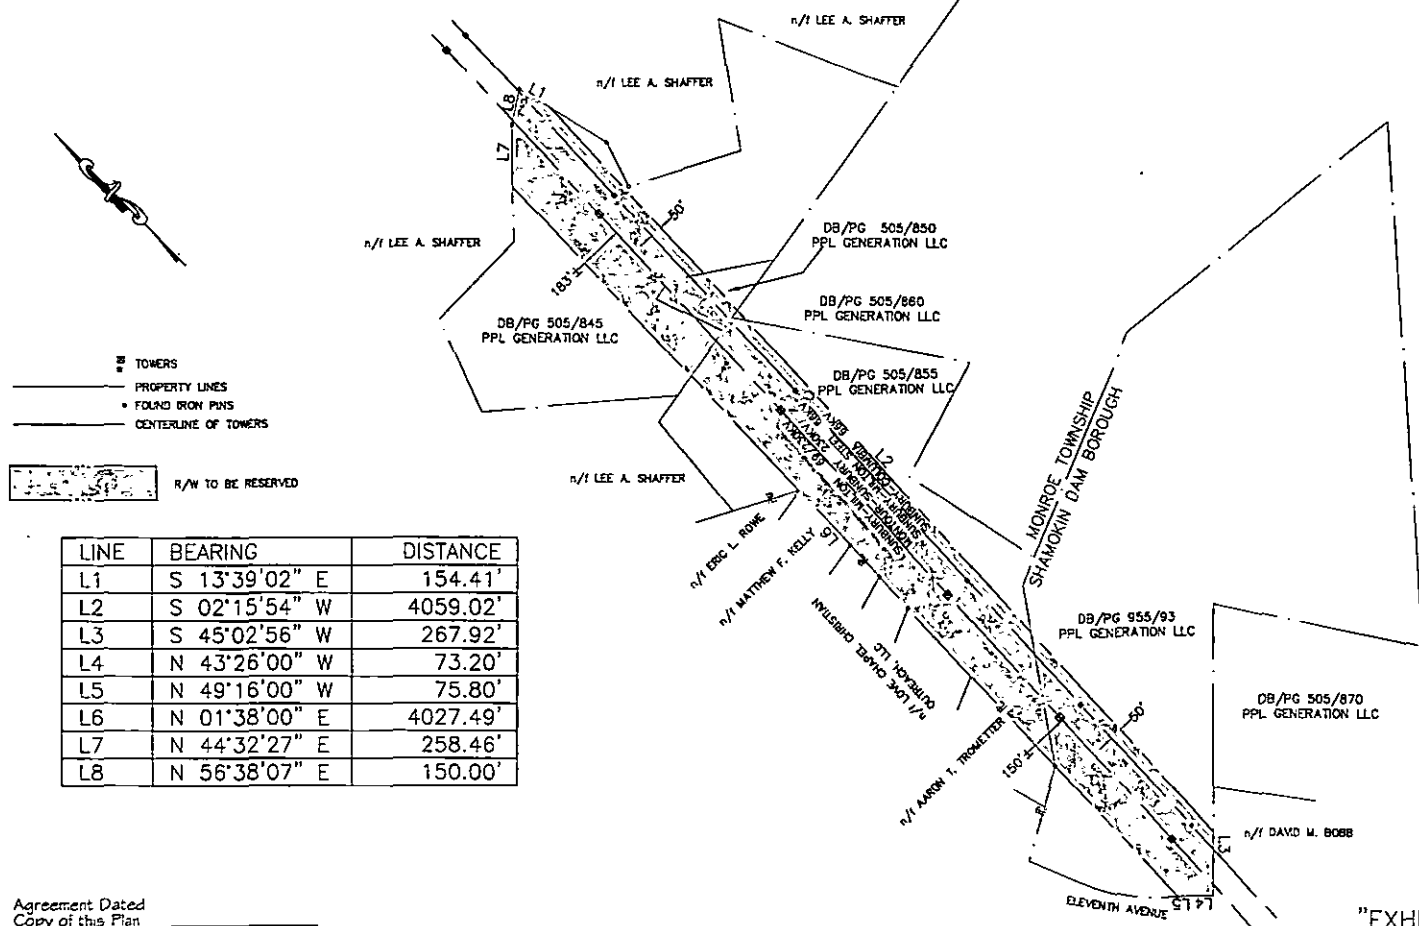 n/f LEE A. SHAFFER
n/f LEE A. SHAFFER
L8
L1
L7
50'
n/f LEE A. SHAFFER
183'±
DB/PG 505/850
PPL GENERATION LLC
DB/PG 505/860
PPL GENERATION LLC
DB/PG 505/845
PPL GENERATION LLC
DB/PG 505/855
PPL GENERATION LLC
TOWERS
PROPERTY LINES
FOUND IRON PINS
CENTERLINE OF TOWERS
R/W TO BE RESERVED
n/f LEE A. SHAFFER
L2
MONROE TOWNSHIP
SHAMOKIN DAM BOROUGH
n/f ERIC L. ROWE
n/f MATTHEW F. KELLY
L6
n/f LOVE CHAPEL CHRISTIAN
OUTREACH, LLC
n/f AARON T. TROWETTER
LINE BEARING DISTANCE
L1 S 13°39'02" E 154.41'
L2 S 02°15'54" W 4059.02'
L3 S 45°02'56" W 267.92'
L4 N 43°26'00" W 73.20'
L5 N 49°16'00" W 75.80'
L6 N 01°38'00" E 4027.49'
L7 N 44°32'27" E 258.46'
L8 N 56°38'07" E 150.00'
DB/PG 955/93
PPL GENERATION LLC
DB/PG 505/870
PPL GENERATION LLC
50'
150'±
n/f DAVID M. BOBB
L3
L4 L5
ELEVENTH AVENUE
Agreement Dated
Copy of this Plan
"EXHI